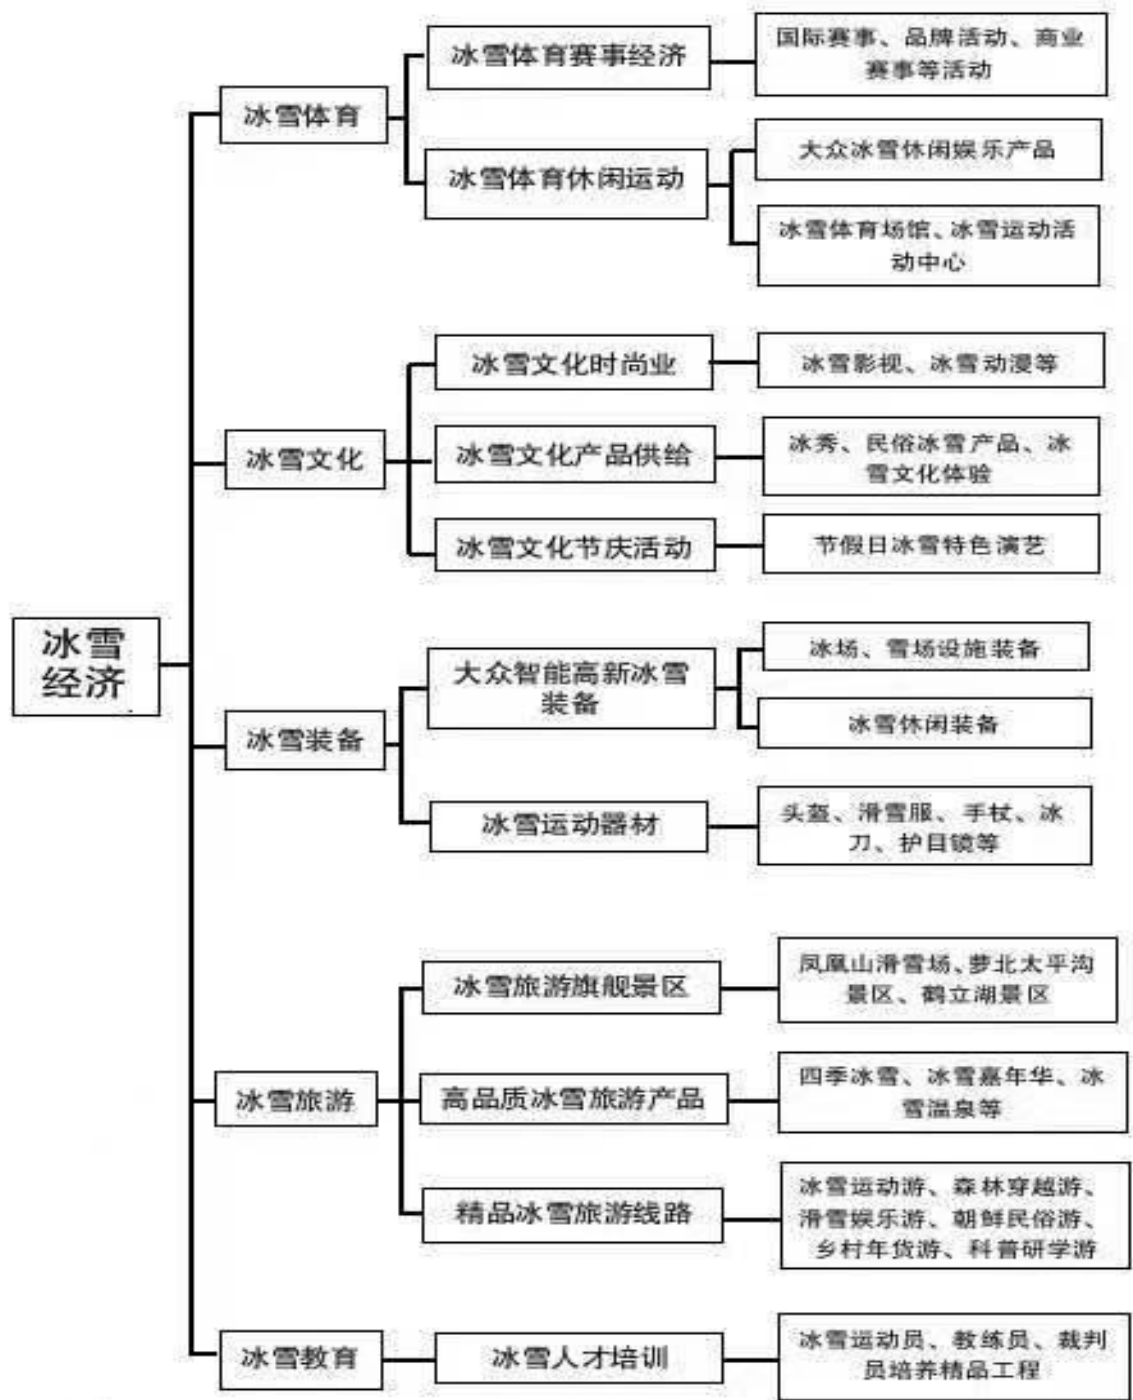 冰雪
经济
冰雪体育
冰雪体育赛事经济
国际赛事、品牌活动、商业
赛事等活动
冰雪体育休闲运动
大众冰雪休闲娱乐产品
冰雪体育场馆、冰雪运动活
动中心
冰雪文化
冰雪文化时尚业
冰雪影视、冰雪动漫等
冰雪文化产品供给
冰秀、民俗冰雪产品、冰
雪文化体验
冰雪文化节庆活动
节假日冰雪特色演艺
冰雪装备
大众智能高新冰雪
装备
冰场、雪场设施装备
冰雪休闲装备
冰雪运动器材
头盔、滑雪服、手杖、冰
刀、护目镜等
冰雪旅游
冰雪旅游旗舰景区
凤凰山滑雪场、萝北太平沟
景区、鹤立湖景区
高品质冰雪旅游产品
四季冰雪、冰雪嘉年华、冰
雪温泉等
精品冰雪旅游线路
冰雪运动游、森林穿越游、
滑雪娱乐游、朝鲜民俗游、
乡村年货游、科普研学游
冰雪教育
冰雪人才培训
冰雪运动员、教练员、裁判
员培养精品工程